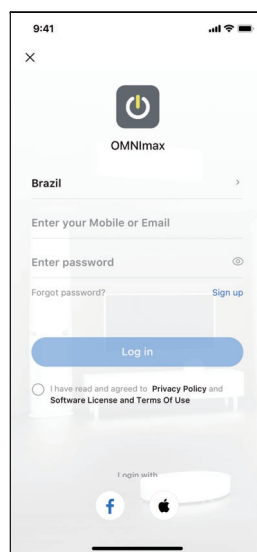 9:41
OMNImax
Brazil
Enter your Mobile or Email
Enter password
Forgot password? Sign up
Log in
I have read and agreed to Privacy Policy and
Software License and Terms Of Use
Login with